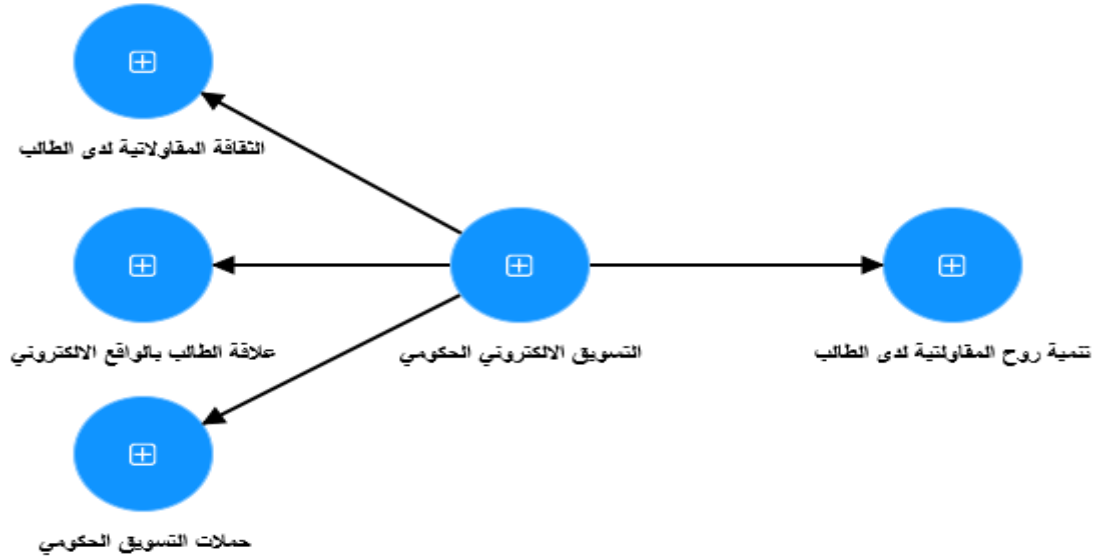 الثقافة المقاولاتية لدى الطالب
علاقة الطالب بالواقع الالكتروني
التسويق الالكتروني الحكومي
تنمية روح المقاولتية لدى الطالب
حملات التسويق الحكومي